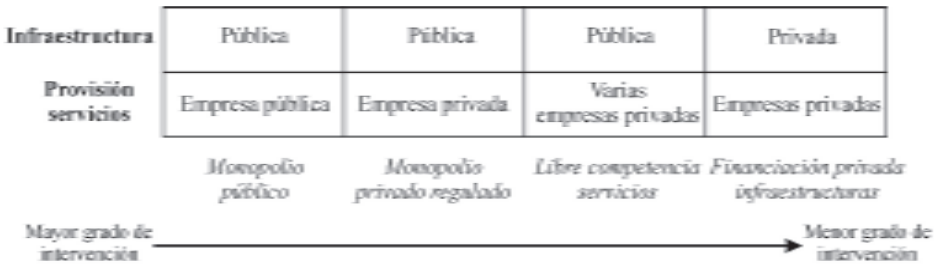 Infraestructura Pública Pública Pública Privada
Provisión
servicios
Empresa pública Empresa privada
Varias
empresas privadas
Empresas privadas
Monopolio
público
Monopolio
privado regulado
Libre competencia
servicios
Financiación privada
infraestructuras
Mayor grado de
intervención
Menor grado de
intervención